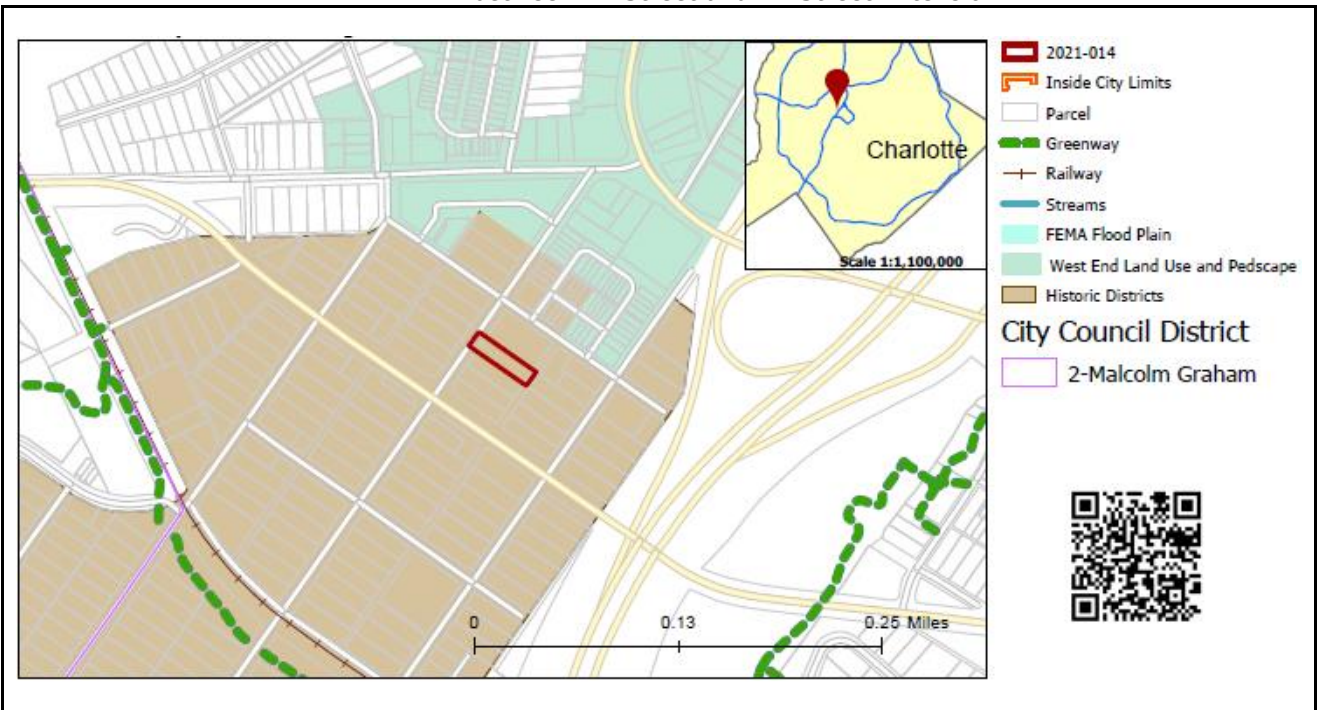 Charlotte
Scale 1:1,100,000
0 0.13 0.25 Miles
2021-014
Inside City Limits
Parcel
Greenway
Railway
Streams
FEMA Flood Plain
West End Land Use and Pedscape
Historic Districts
City Council District
2-Malcolm Graham